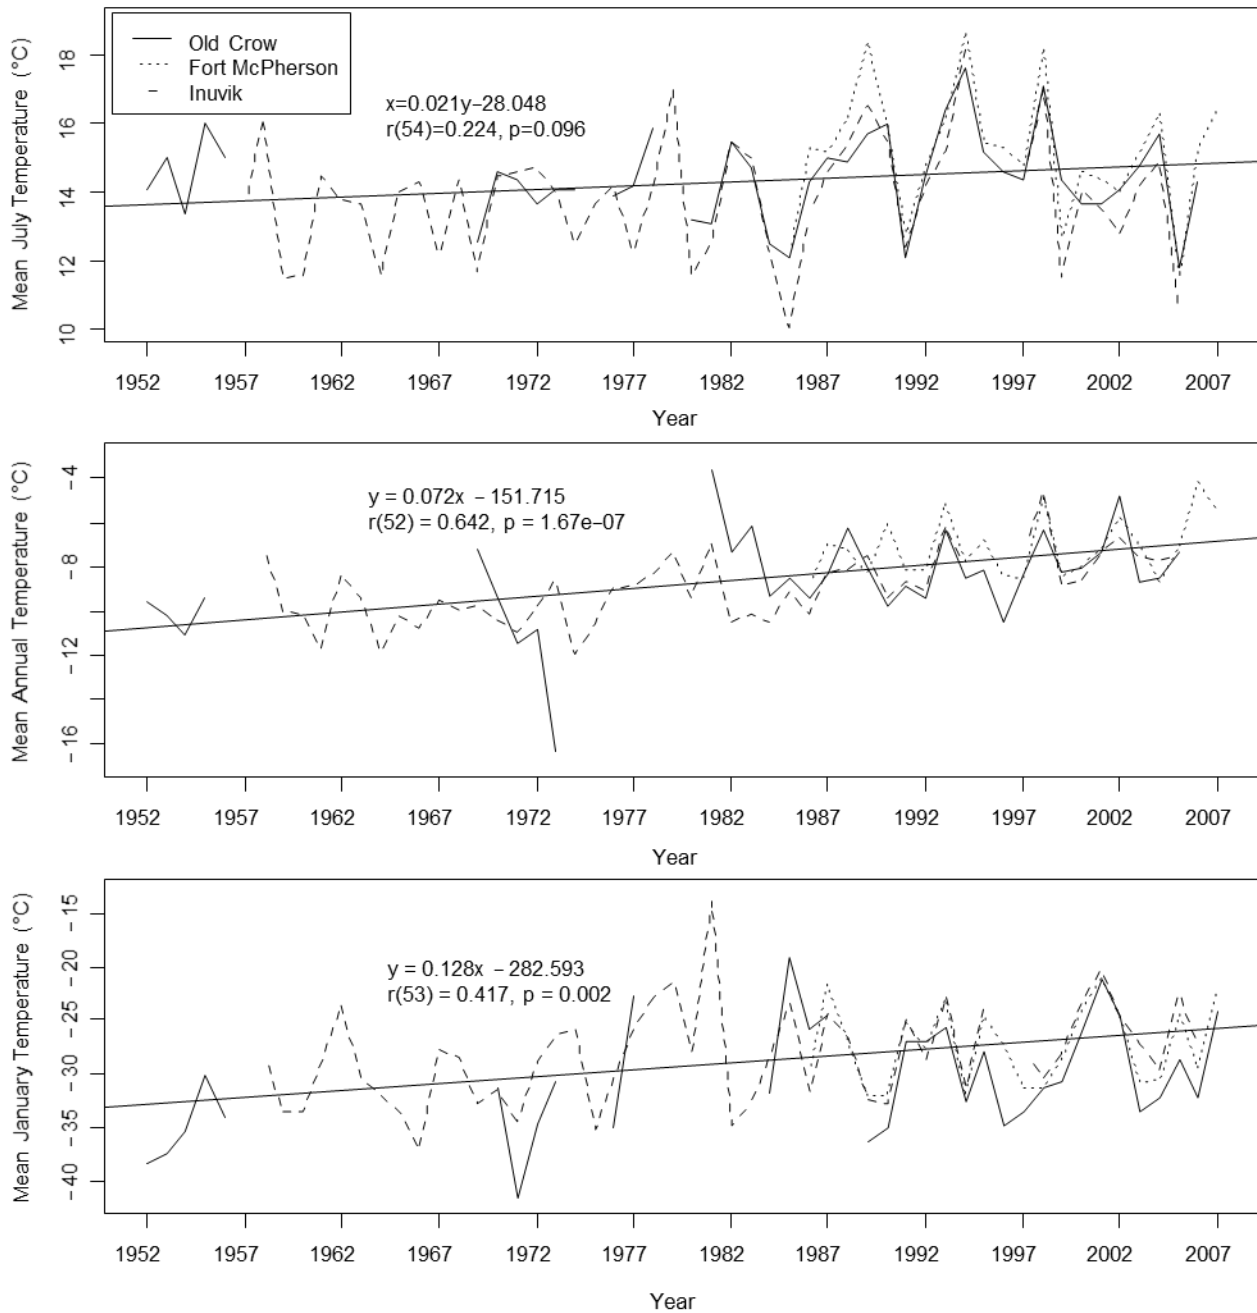 Old Crow
Fort McPherson
Inuvik
x=0.021y−28.048
r(54)=0.224, p=0.096
Mean July Temperature (°C)
18
16
14
12
10
1952 1957 1962 1967 1972 1977 1982 1987 1992 1997 2002 2007
Year
y = 0.072x − 151.715
r(52) = 0.642, p = 1.67e−07
Mean Annual Temperature (°C)
−4
−8
−12
−16
1952 1957 1962 1967 1972 1977 1982 1987 1992 1997 2002 2007
Year
y = 0.128x − 282.593
r(53) = 0.417, p = 0.002
Mean January Temperature (°C)
−15
−20
−25
−30
−35
−40
1952 1957 1962 1967 1972 1977 1982 1987 1992 1997 2002 2007
Year